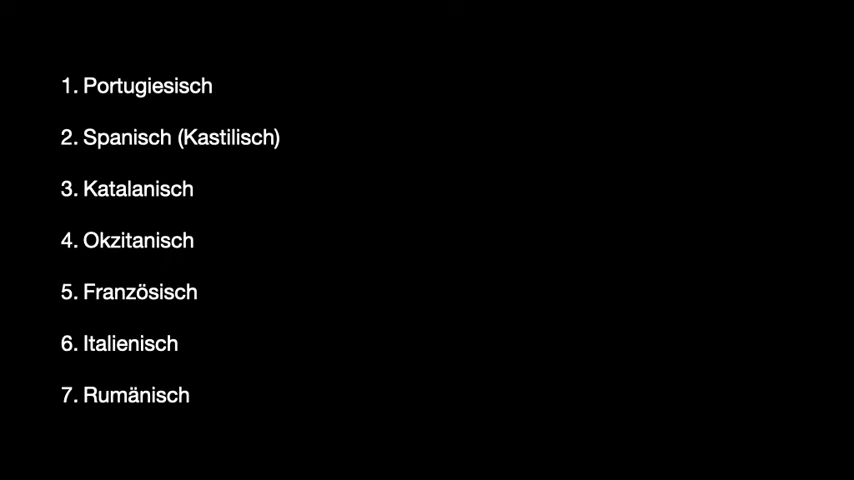 1. Portugiesisch
2. Spanisch (Kastilisch)
3. Katalanisch
4. Okzitanisch
5. Französisch
6. Italienisch
7. Rumänisch